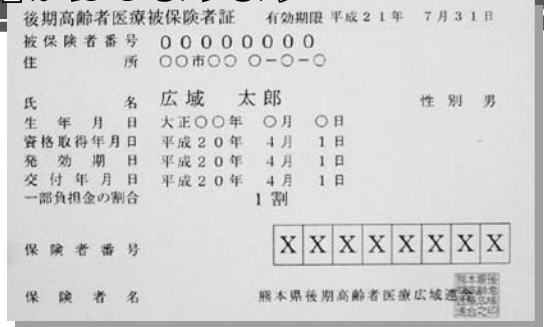 後期高齢者医療被保険者証 有効期限 平成21年 7月31日
被保険者番号 00000000
住所 ○○市○○ ○－○－○
氏名 広域 太郎 性別 男
生年月日 大正○○年 ○月 ○日
資格取得年月日 平成20年 4月 1日
発効期日 平成20年 4月 1日
交付年月日 平成20年 4月 1日
一部負担金の割合 1割
保険者番号 X X X X X X X X
保険者名 熊本県後期高齢者医療広域連合